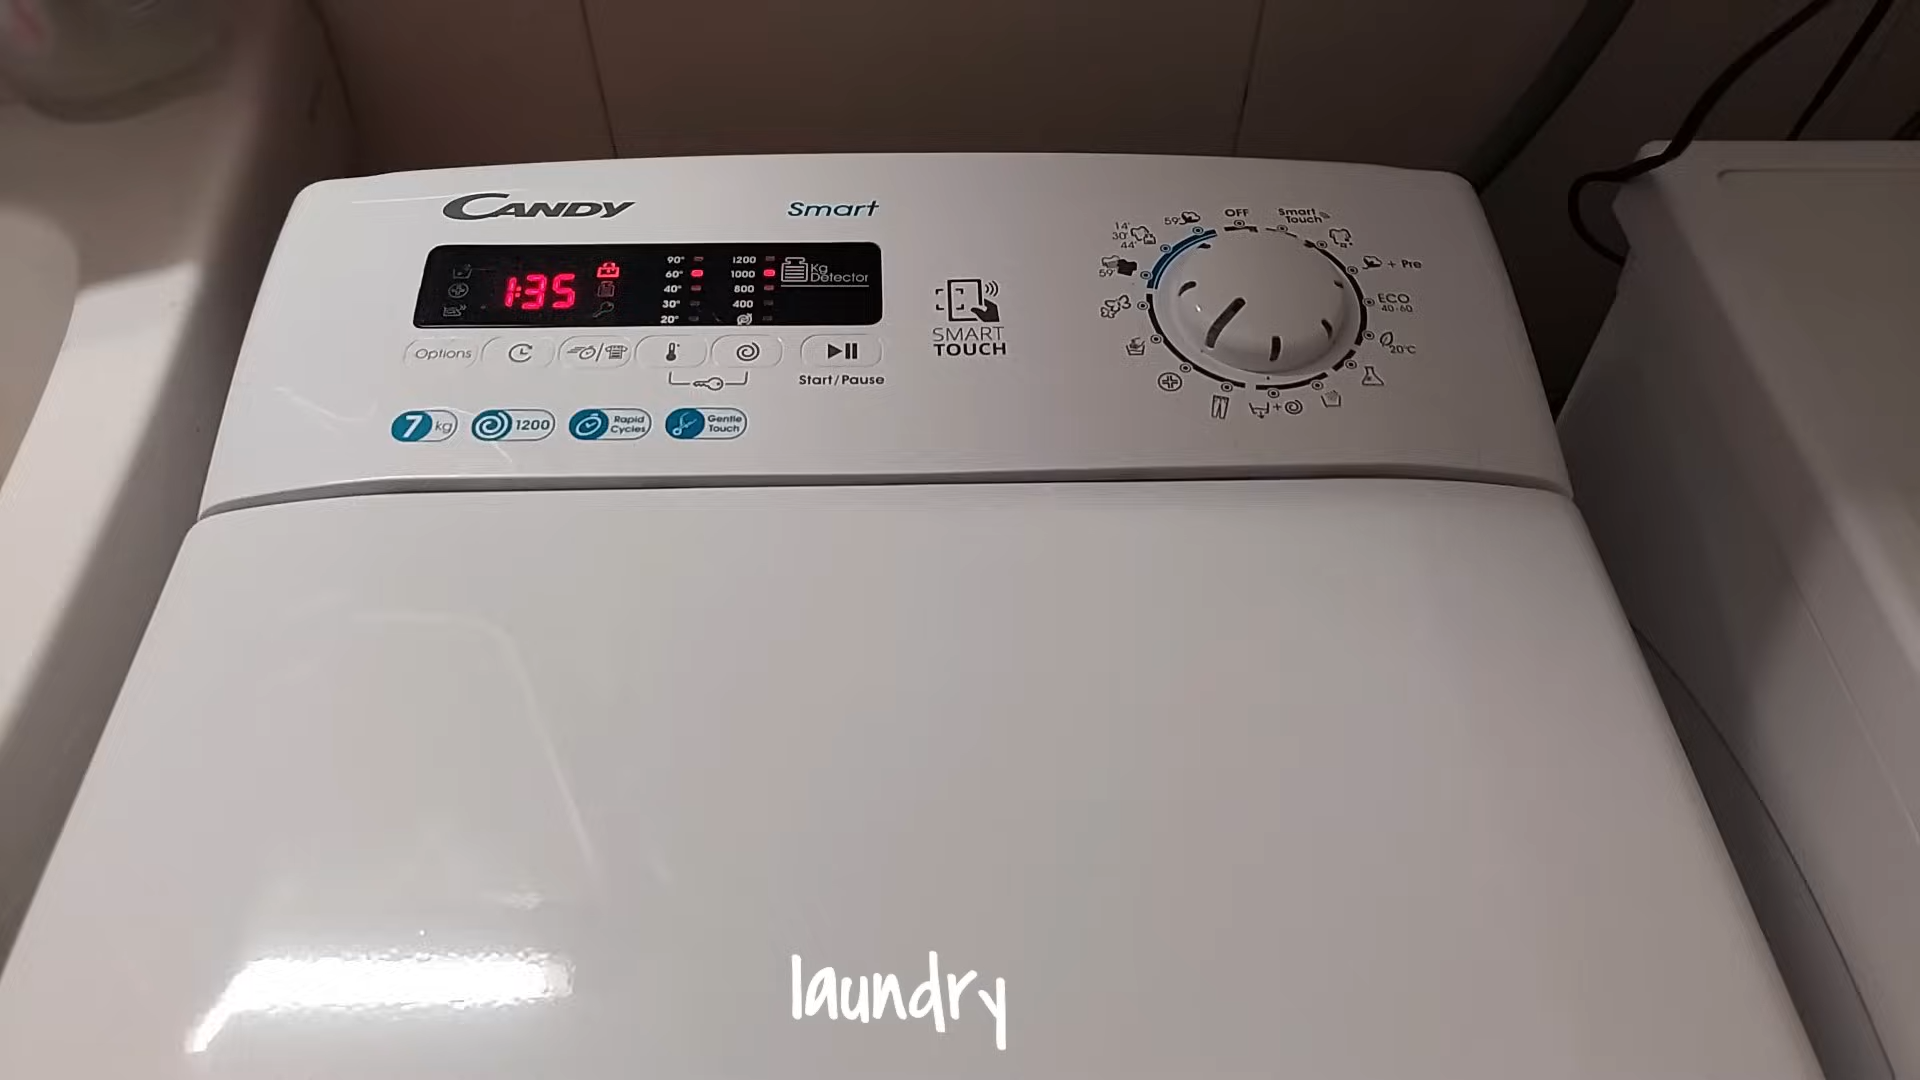 CANDY
Smart
1:35
90°
60°
40°
30°
20°
1200
1000
800
400
Kg
Detector
Options
Start/Pause
SMART
TOUCH
7 kg
1200
Rapid
Cycles
Gentle
Touch
OFF
Smart
Touch
+ Pre
ECO
40-60
20°C
+
59'
14'
30'
44'
59'
laundry